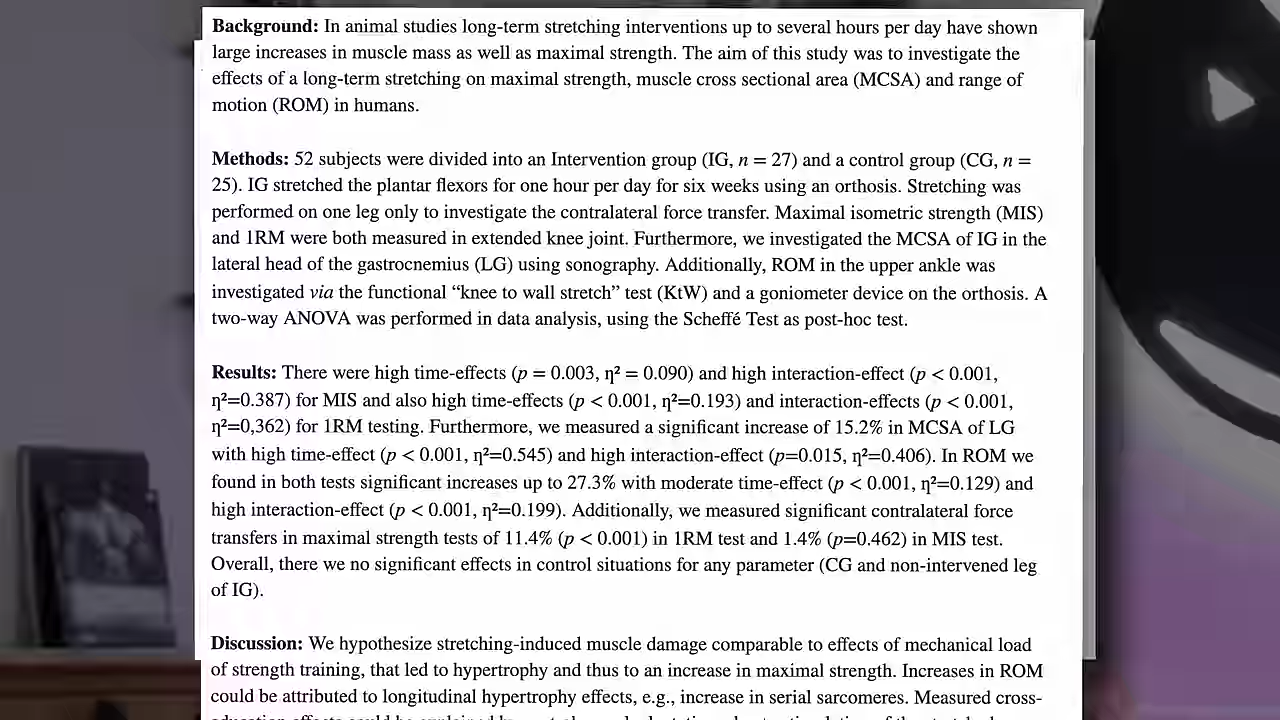 Background: In animal studies long-term stretching interventions up to several hours per day have shown
large increases in muscle mass as well as maximal strength. The aim of this study was to investigate the
effects of a long-term stretching on maximal strength, muscle cross sectional area (MCSA) and range of
motion (ROM) in humans.
Methods: 52 subjects were divided into an Intervention group (IG, n = 27) and a control group (CG, n =
25). IG stretched the plantar flexors for one hour per day for six weeks using an orthosis. Stretching was
performed on one leg only to investigate the contralateral force transfer. Maximal isometric strength (MIS)
and 1RM were both measured in extended knee joint. Furthermore, we investigated the MCSA of IG in the
lateral head of the gastrocnemius (LG) using sonography. Additionally, ROM in the upper ankle was
investigated via the functional “knee to wall stretch” test (KtW) and a goniometer device on the orthosis. A
two-way ANOVA was performed in data analysis, using the Scheffé Test as post-hoc test.
Results: There were high time-effects (p = 0.003, η² = 0.090) and high interaction-effect (p < 0.001,
η²=0.387) for MIS and also high time-effects (p < 0.001, η²=0.193) and interaction-effects (p < 0.001,
η²=0,362) for 1RM testing. Furthermore, we measured a significant increase of 15.2% in MCSA of LG
with high time-effect (p < 0.001, η²=0.545) and high interaction-effect (p=0.015, η²=0.406). In ROM we
found in both tests significant increases up to 27.3% with moderate time-effect (p < 0.001, η²=0.129) and
high interaction-effect (p < 0.001, η²=0.199). Additionally, we measured significant contralateral force
transfers in maximal strength tests of 11.4% (p < 0.001) in 1RM test and 1.4% (p=0.462) in MIS test.
Overall, there we no significant effects in control situations for any parameter (CG and non-intervened leg
of IG).
Discussion: We hypothesize stretching-induced muscle damage comparable to effects of mechanical load
of strength training, that led to hypertrophy and thus to an increase in maximal strength. Increases in ROM
could be attributed to longitudinal hypertrophy effects, e.g., increase in serial sarcomeres. Measured cross-